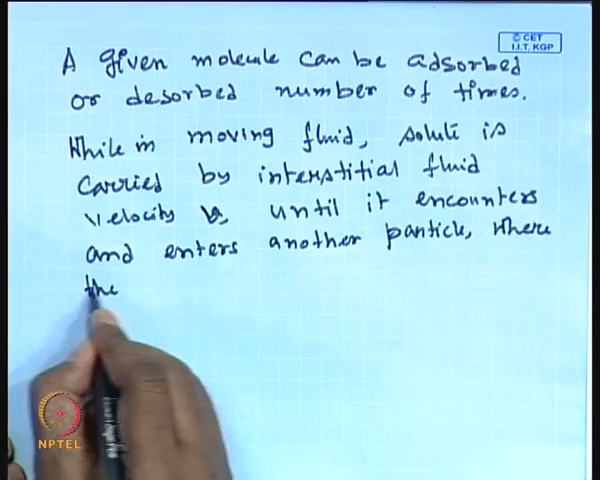 © CET
I.I.T. KGP
A given molecule can be adsorbed
or desorbed number of times.
While in moving fluid, solute is
carried by interstitial fluid
velocity until it encounters
and enters another particle, where
the
NPTEL